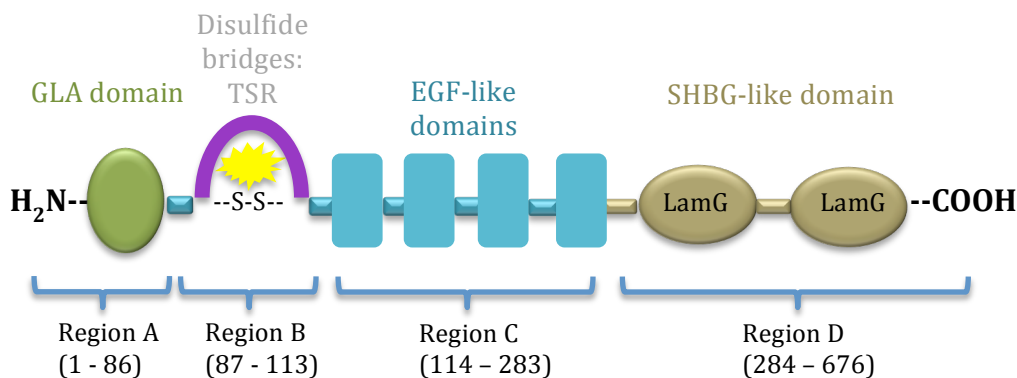 Disulfide
bridges:
TSR
GLA domain
EGF-like
domains
SHBG-like domain
H₂N--
--S-S--
LamG
LamG
--COOH
Region A
(1 - 86)
Region B
(87 - 113)
Region C
(114 – 283)
Region D
(284 – 676)